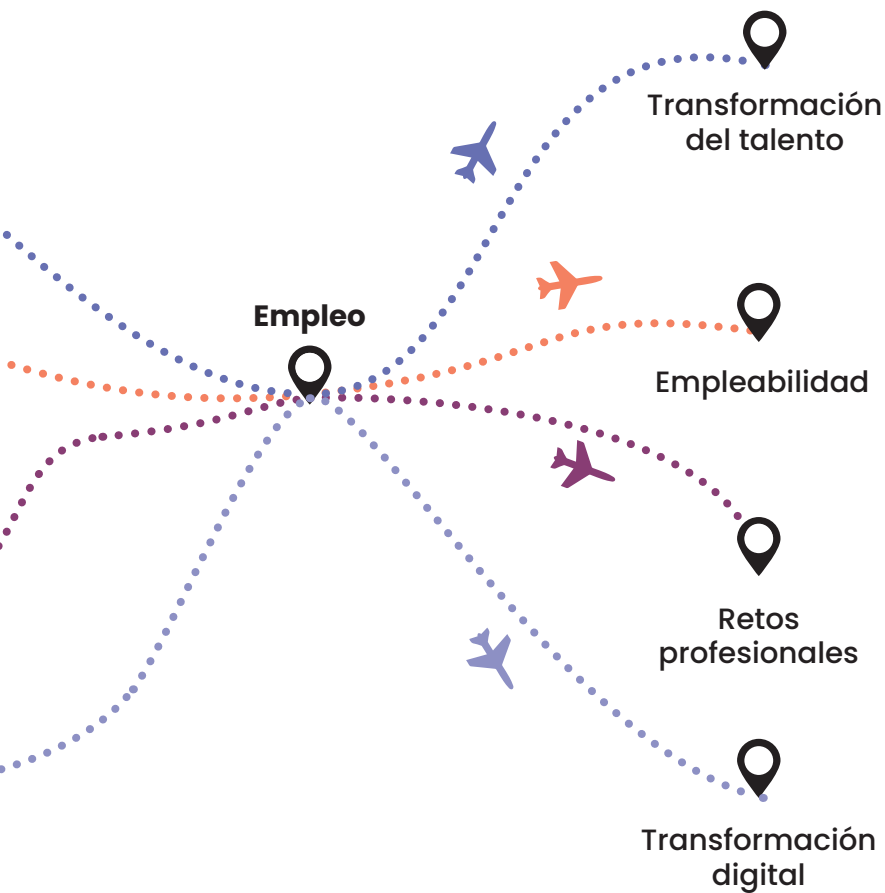 Transformación
del talento
Empleo
Empleabilidad
Retos
profesionales
Transformación
digital